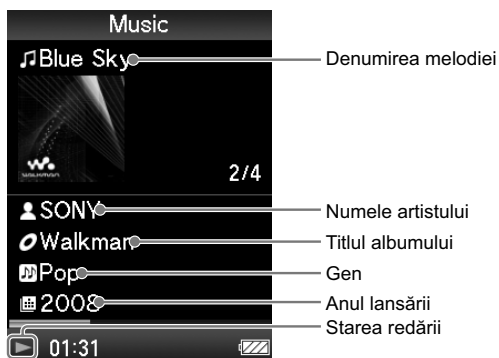 Music
Blue Sky
Denumirea melodiei
WALKMAN
2/4
SONY
Numele artistului
Walkman
Titlul albumului
Pop
Gen
2008
Anul lansării
Starea redării
01:31